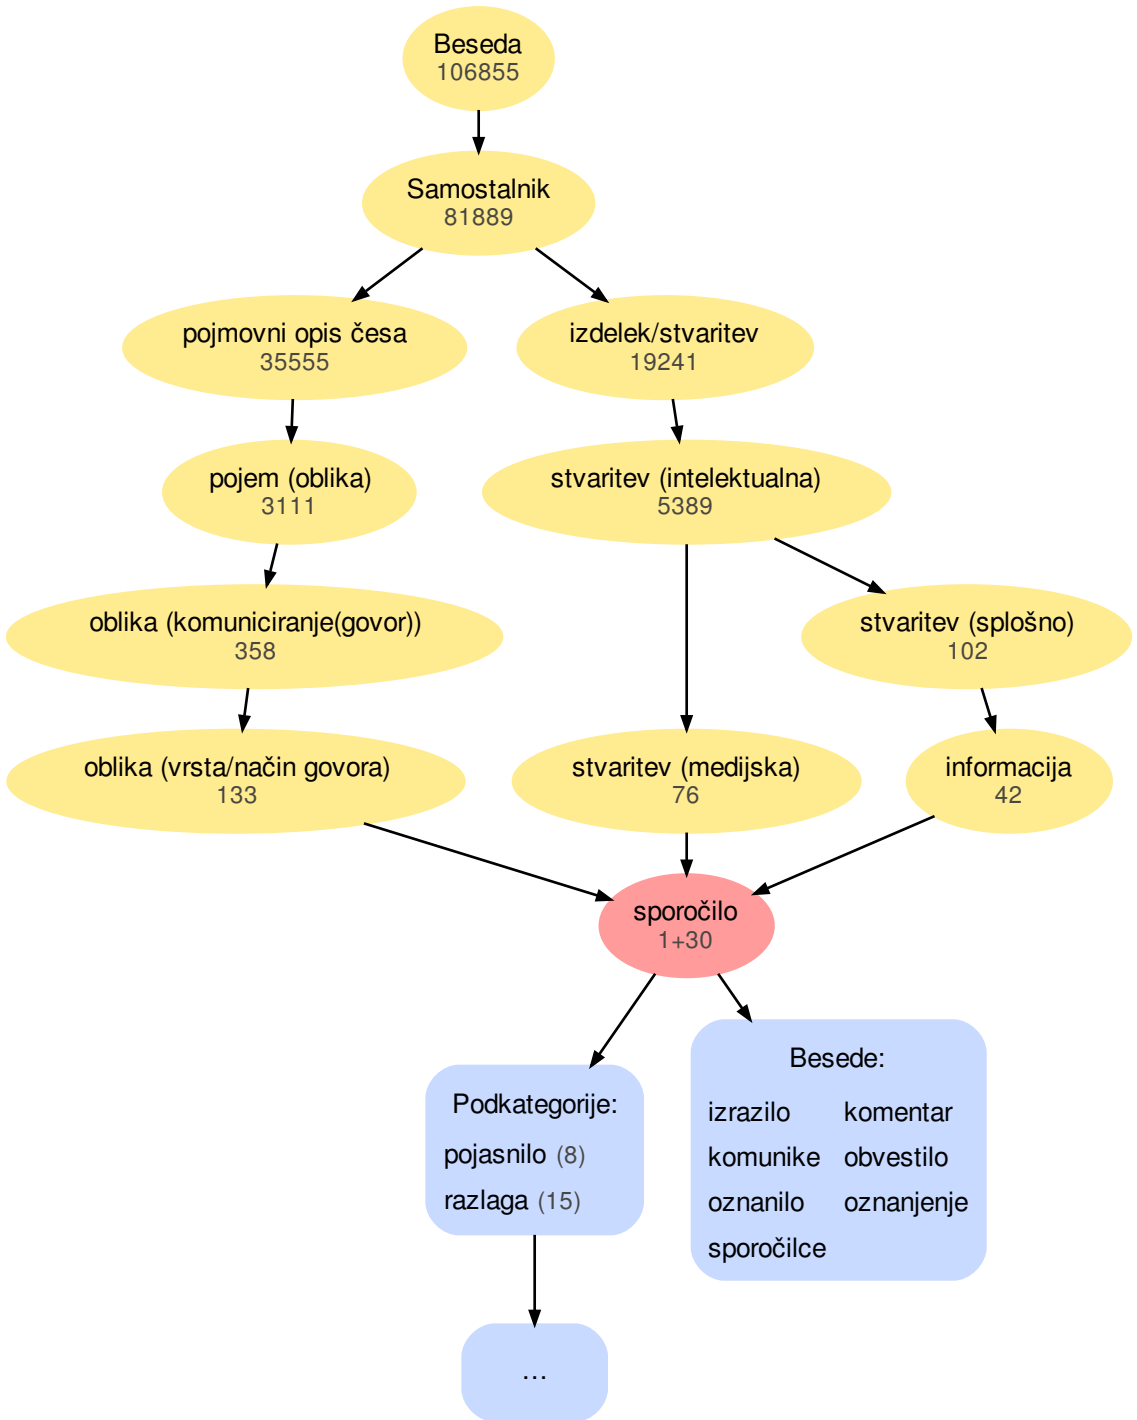 Beseda
106855
Samostalnik
81889
pojmovni opis česa
35555
izdelek/stvaritev
19241
pojem (oblika)
3111
stvaritev (intelektualna)
5389
oblika (komuniciranje(govor))
358
stvaritev (splošno)
102
oblika (vrsta/način govora)
133
stvaritev (medijska)
76
informacija
42
sporočilo
1+30
Podkategorije:
pojasnilo (8)
razlaga (15)
Besede:
izrazilo komentar
komunike obvestilo
oznanilo oznanjenje
sporočilce
...